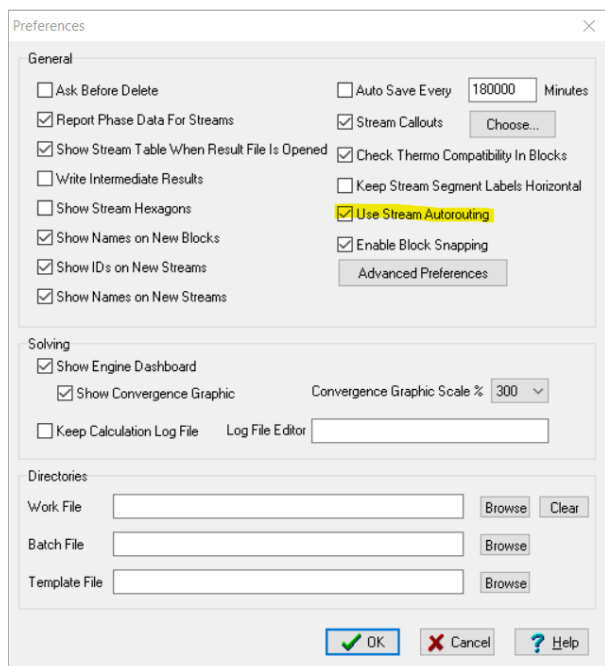 Preferences
General
Ask Before Delete
Report Phase Data For Streams
Show Stream Table When Result File Is Opened
Write Intermediate Results
Show Stream Hexagons
Show Names on New Blocks
Show IDs on New Streams
Show Names on New Streams
Auto Save Every 180000 Minutes
Stream Callouts Choose...
Check Thermo Compatibility In Blocks
Keep Stream Segment Labels Horizontal
Use Stream Autorouting
Enable Block Snapping
Advanced Preferences
Solving
Show Engine Dashboard
Show Convergence Graphic Convergence Graphic Scale % 300
Keep Calculation Log File Log File Editor
Directories
Work File Browse Clear
Batch File Browse
Template File Browse
OK Cancel ? Help